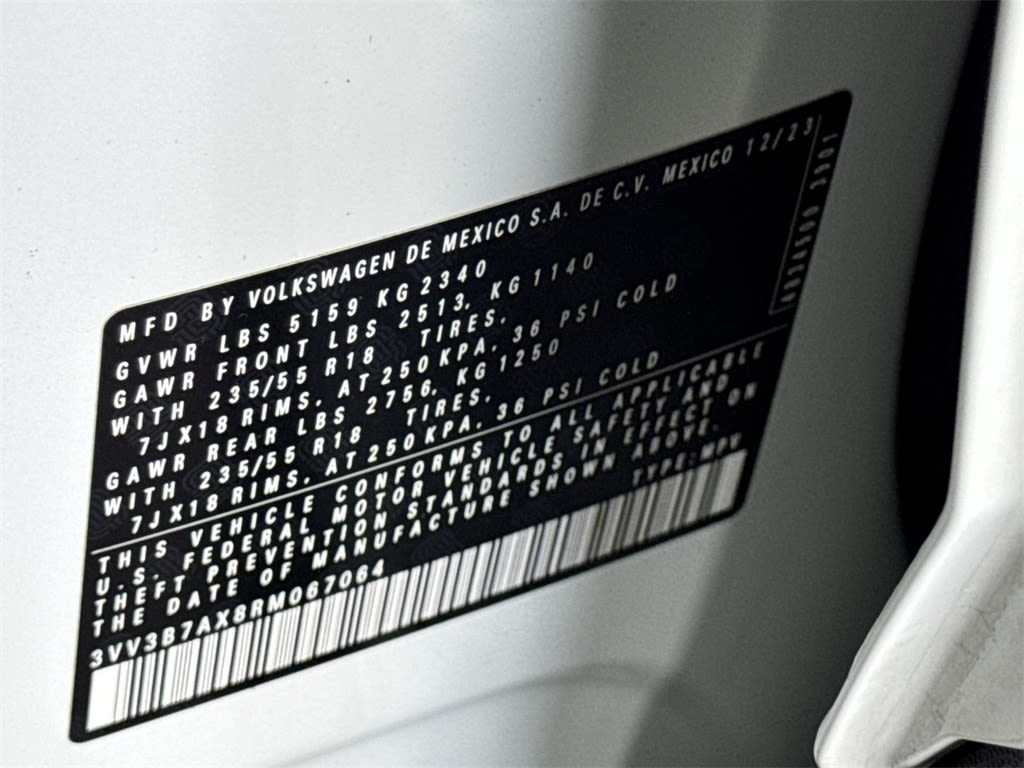 MFD BY VOLKSWAGEN DE MEXICO S.A. DE C.V. MEXICO 12/23
GVWR LBS 5159 KG 2340
GAWR FRONT LBS 2513, KG 1140
WITH 235/55 R18 TIRES,
7JX18 RIMS, AT 250KPA, 36 PSI COLD
GAWR REAR LBS 2756, KG 1250
WITH 235/55 R18 TIRES,
7JX18 RIMS, AT 250KPA, 36 PSI COLD
THIS VEHICLE CONFORMS TO ALL APPLICABLE
U.S. FEDERAL MOTOR VEHICLE SAFETY AND
THEFT PREVENTION STANDARDS IN EFFECT ON
THE DATE OF MANUFACTURE SHOWN ABOVE.
3VV3B7AX8RM067064 TYPE:MPV